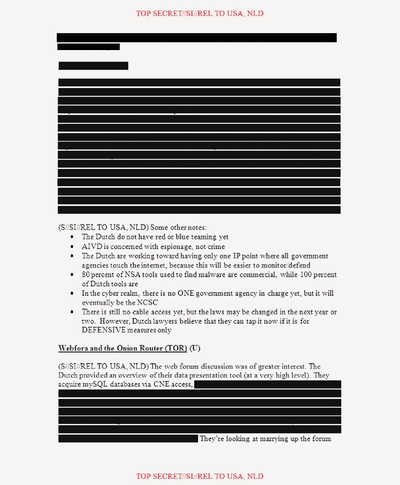 TOP SECRET//SI//REL TO USA, NLD
(S//SI//REL TO USA, NLD) Some other notes:
• The Dutch do not have red or blue teaming yet
• AIVD is concerned with espionage, not crime
• The Dutch are working toward having only one IP point where all government
agencies touch the internet, because this will be easier to monitor/defend
• 80 percent of NSA tools used to find malware are commercial, while 100 percent
of Dutch tools are
• In the cyber realm, there is no ONE government agency in charge yet, but it will
eventually be the NCSC
• There is still no cable access yet, but the laws may be changed in the next year or
two. However, Dutch lawyers believe that they can tap it now if it is for
DEFENSIVE measures only
Webfora and the Onion Router (TOR) (U)
(S//SI//REL TO USA, NLD) The web forum discussion was of greater interest. The
Dutch provided an overview of their data presentation tool (at a very high level). They
acquire mySQL databases via CNE access,
They're looking at marrying up the forum
TOP SECRET//SI//REL TO USA, NLD